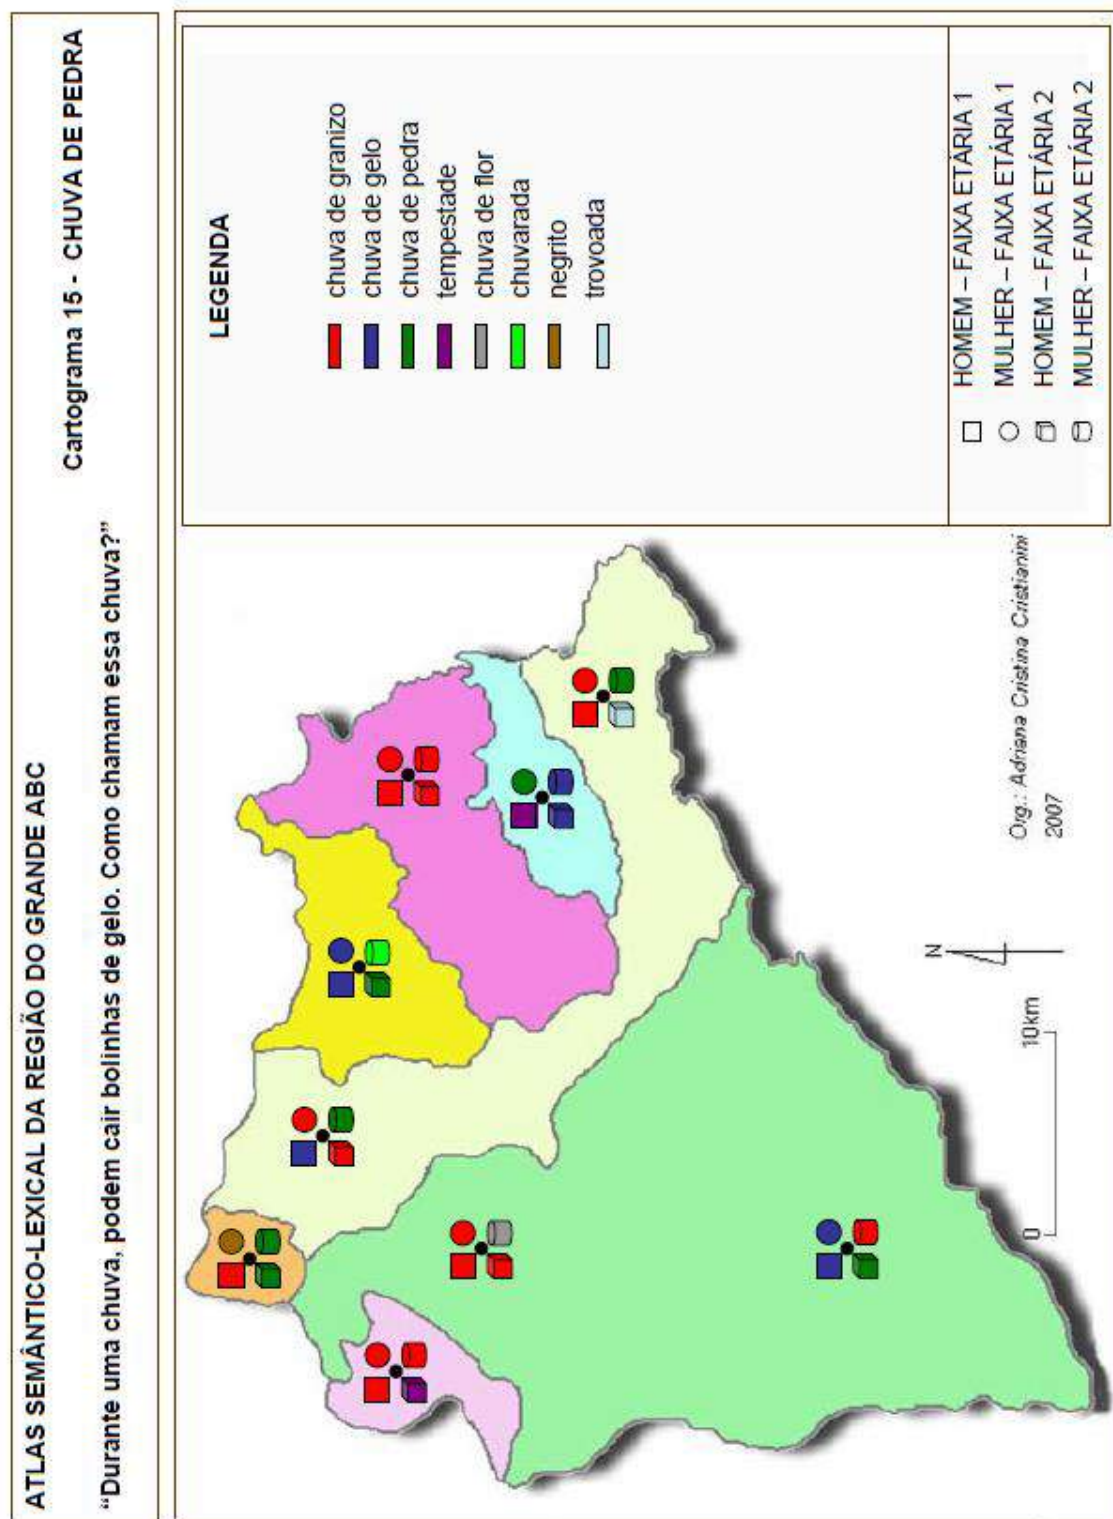 ATLAS SEMÂNTICO-LEXICAL DA REGIÃO DO GRANDE ABC
Cartograma 15 - CHUVA DE PEDRA
“Durante uma chuva, podem cair bolinhas de gelo. Como chamam essa chuva?”
LEGENDA
chuva de granizo
chuva de gelo
chuva de pedra
tempestade
chuva de flor
chuvarada
negrito
trovoada
HOMEM – FAIXA ETÁRIA 1
MULHER – FAIXA ETÁRIA 1
HOMEM – FAIXA ETÁRIA 2
MULHER – FAIXA ETÁRIA 2
N
0 10km
Org.: Adriana Cristina Cristianini
2007